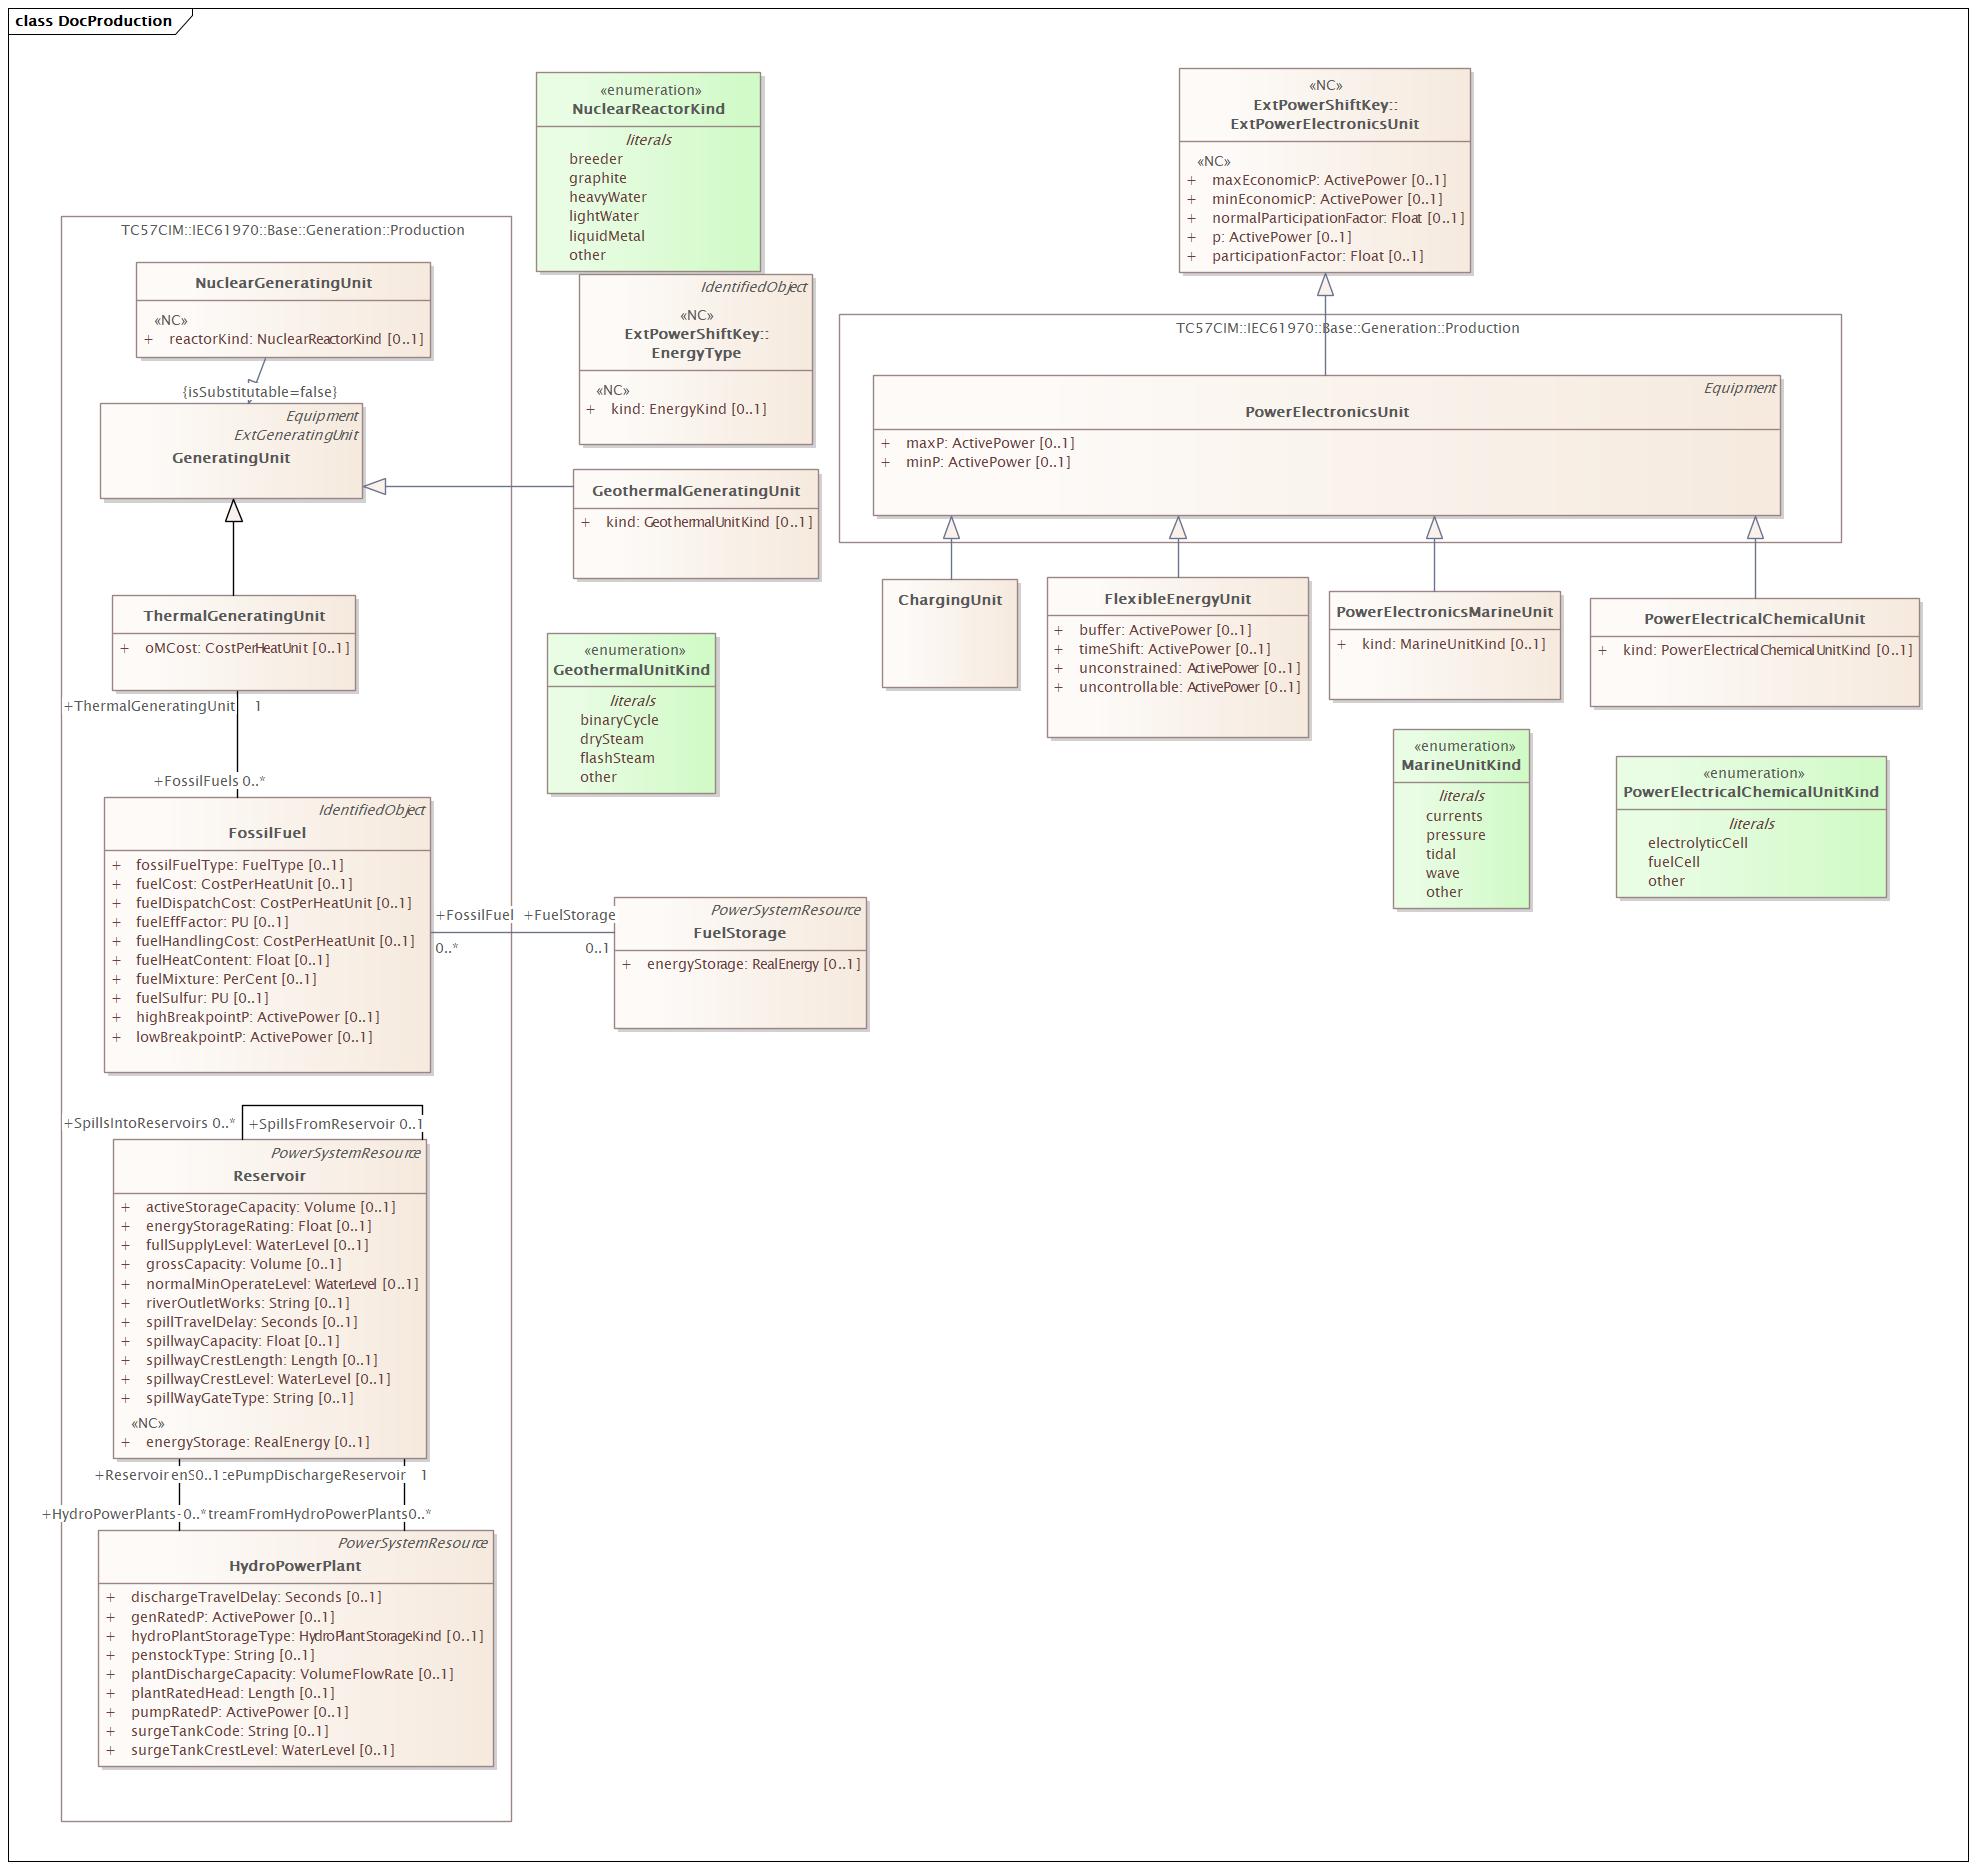 class DocProduction
«enumeration»
NuclearReactorKind
literals
breeder
graphite
heavyWater
lightWater
liquidMetal
other
«NC»
ExtPowerShiftKey::
ExtPowerElectronicsUnit
«NC»
+ maxEconomicP: ActivePower [0..1]
+ minEconomicP: ActivePower [0..1]
+ normalParticipationFactor: Float [0..1]
+ p: ActivePower [0..1]
+ participationFactor: Float [0..1]
TC57CIM::IEC61970::Base::Generation::Production
NuclearGeneratingUnit
«NC»
+ reactorKind: NuclearReactorKind [0..1]
{isSubstitutable=false}
Equipment
ExtGeneratingUnit
GeneratingUnit
IdentifiedObject
«NC»
ExtPowerShiftKey::
EnergyType
«NC»
+ kind: EnergyKind [0..1]
GeothermalGeneratingUnit
+ kind: GeothermalUnitKind [0..1]
TC57CIM::IEC61970::Base::Generation::Production
Equipment
PowerElectronicsUnit
+ maxP: ActivePower [0..1]
+ minP: ActivePower [0..1]
ThermalGeneratingUnit
+ oMCost: CostPerHeatUnit [0..1]
+ThermalGeneratingUnit 1
+FossilFuels 0..*
«enumeration»
GeothermalUnitKind
literals
binaryCycle
drySteam
flashSteam
other
ChargingUnit
FlexibleEnergyUnit
+ buffer: ActivePower [0..1]
+ timeShift: ActivePower [0..1]
+ unconstrained: ActivePower [0..1]
+ uncontrollable: ActivePower [0..1]
PowerElectronicsMarineUnit
+ kind: MarineUnitKind [0..1]
PowerElectricalChemicalUnit
+ kind: PowerElectricalChemicalUnitKind [0..1]
«enumeration»
MarineUnitKind
literals
currents
pressure
tidal
wave
other
«enumeration»
PowerElectricalChemicalUnitKind
literals
electrolyticCell
fuelCell
other
IdentifiedObject
FossilFuel
+ fossilFuelType: FuelType [0..1]
+ fuelCost: CostPerHeatUnit [0..1]
+ fuelDispatchCost: CostPerHeatUnit [0..1]
+ fuelEffFactor: PU [0..1]
+ fuelHandlingCost: CostPerHeatUnit [0..1]
+ fuelHeatContent: Float [0..1]
+ fuelMixture: PerCent [0..1]
+ fuelSulfur: PU [0..1]
+ highBreakpointP: ActivePower [0..1]
+ lowBreakpointP: ActivePower [0..1]
+FossilFuel +FuelStorage
0..* 0..1
PowerSystemResource
FuelStorage
+ energyStorage: RealEnergy [0..1]
+SpillsIntoReservoirs 0..* +SpillsFromReservoir 0..1
PowerSystemResource
Reservoir
+ activeStorageCapacity: Volume [0..1]
+ energyStorageRating: Float [0..1]
+ fullSupplyLevel: WaterLevel [0..1]
+ grossCapacity: Volume [0..1]
+ normalMinOperateLevel: WaterLevel [0..1]
+ riverOutletWorks: String [0..1]
+ spillTravelDelay: Seconds [0..1]
+ spillwayCapacity: Float [0..1]
+ spillwayCrestLength: Length [0..1]
+ spillwayCrestLevel: WaterLevel [0..1]
+ spillWayGateType: String [0..1]
«NC»
+ energyStorage: RealEnergy [0..1]
+Reservoir 0..1 cePumpDischargeReservoir 1
+HydroPowerPlants 0..* treamFromHydroPowerPlants 0..*
PowerSystemResource
HydroPowerPlant
+ dischargeTravelDelay: Seconds [0..1]
+ genRatedP: ActivePower [0..1]
+ hydroPlantStorageType: HydroPlantStorageKind [0..1]
+ penstockType: String [0..1]
+ plantDischargeCapacity: VolumeFlowRate [0..1]
+ plantRatedHead: Length [0..1]
+ pumpRatedP: ActivePower [0..1]
+ surgeTankCode: String [0..1]
+ surgeTankCrestLevel: WaterLevel [0..1]